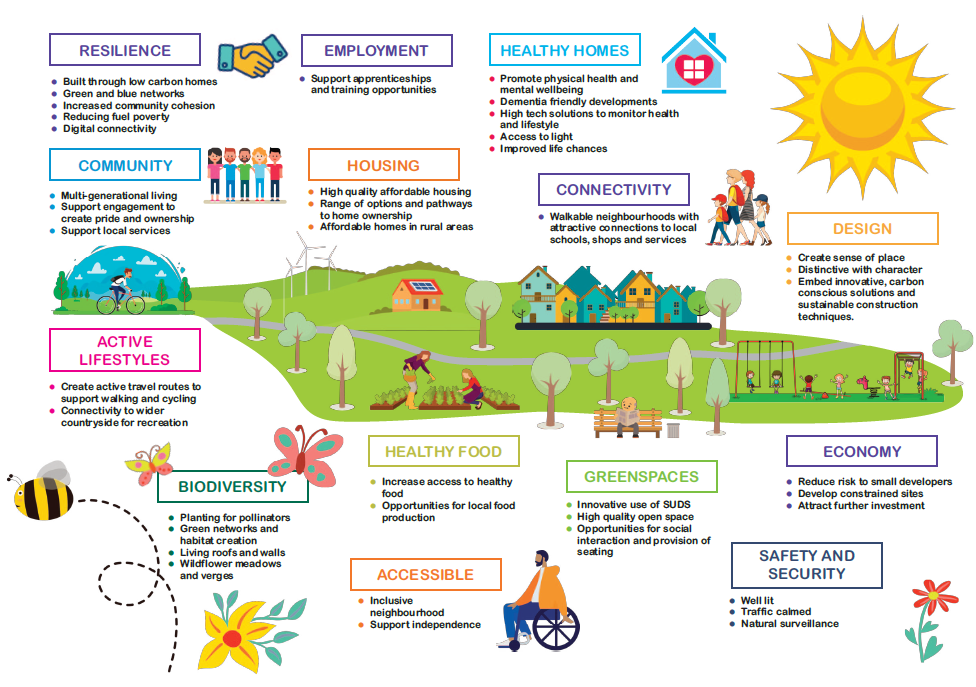 RESILIENCE
Built through low carbon homes
Green and blue networks
Increased community cohesion
Reducing fuel poverty
Digital connectivity
EMPLOYMENT
Support apprenticeships
and training opportunities
HEALTHY HOMES
Promote physical health and
mental wellbeing
Dementia friendly developments
High tech solutions to monitor health
and lifestyle
Access to light
Improved life chances
COMMUNITY
Multi-generational living
Support engagement to
create pride and ownership
Support local services
HOUSING
High quality affordable housing
Range of options and pathways
to home ownership
Affordable homes in rural areas
CONNECTIVITY
Walkable neighbourhoods with
attractive connections to local
schools, shops and services
DESIGN
Create sense of place
Distinctive with character
Embed innovative, carbon
conscious solutions and
sustainable construction
techniques.
ACTIVE
LIFESTYLES
Create active travel routes to
support walking and cycling
Connectivity to wider
countryside for recreation
BIODIVERSITY
Planting for pollinators
Green networks and
habitat creation
Living roofs and walls
Wildflower meadows
and verges
HEALTHY FOOD
Increase access to healthy
food
Opportunities for local food
production
GREENSPACES
Innovative use of SUDS
High quality open space
Opportunities for social
interaction and provision of
seating
ECONOMY
Reduce risk to small developers
Develop constrained sites
Attract further investment
ACCESSIBLE
Inclusive
neighbourhood
Support independence
SAFETY AND
SECURITY
Well lit
Traffic calmed
Natural surveillance